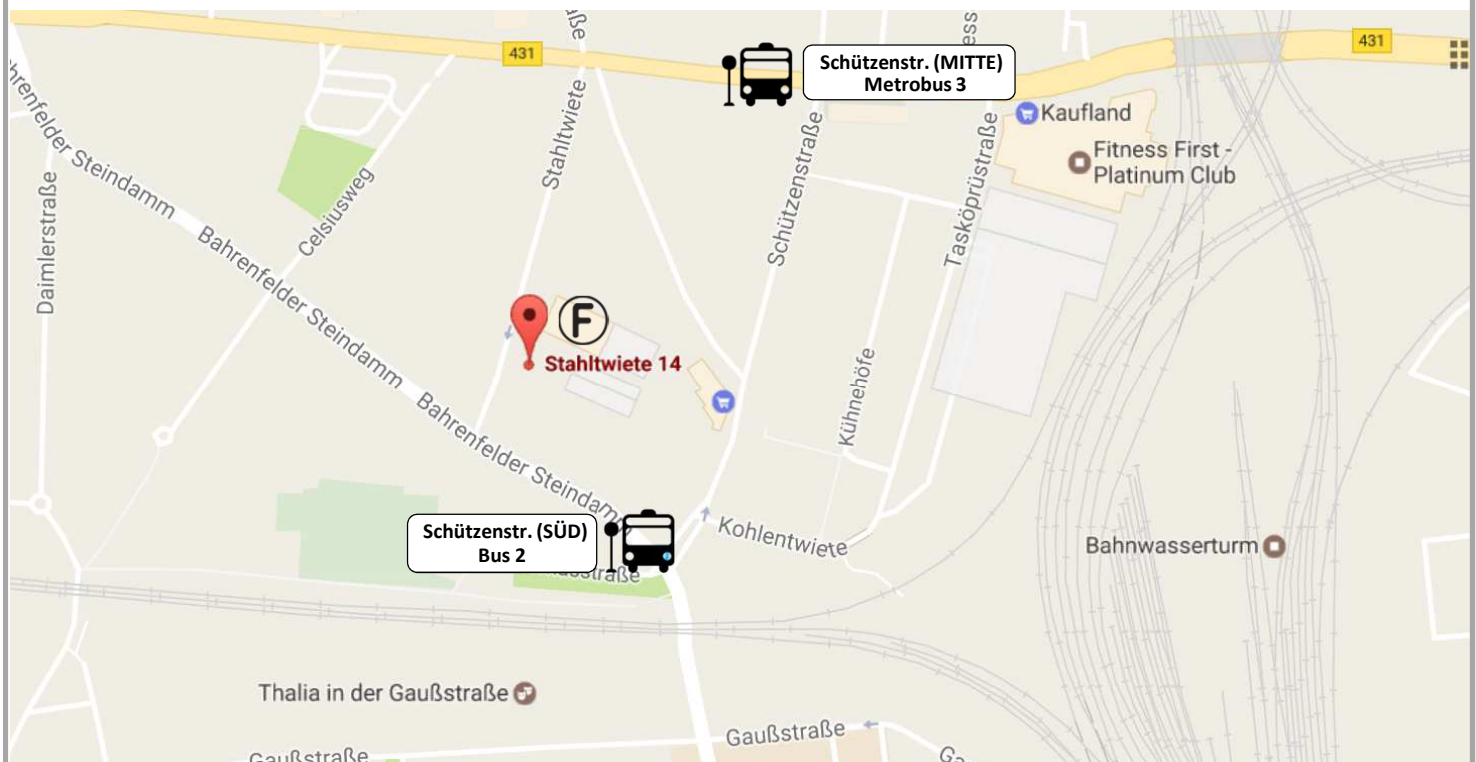 431
Schützenstr. (MITTE)
Metrobus 3
431
Kaufland
Fitness First -
Platinum Club
Stahltwiete
Schützenstraße
Tasköprüstraße
Celsiusweg
Daimlerstraße
Bahrenfelder Steindamm
Bahrenfelder Steindamm
Bahrenfelder Steindamm
F
Stahltwiete 14
Kühnehöfe
Schützenstr. (SÜD)
Bus 2
Kohlentwiete
Bahnwasserturm
Thalia in der Gaußstraße
Gaußstraße
Gaußstraße